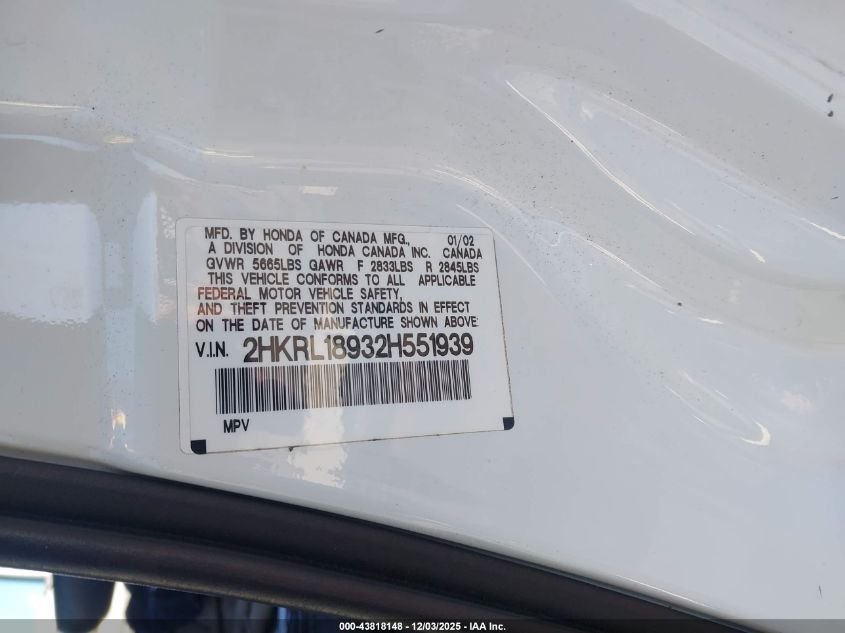 MFD. BY HONDA OF CANADA MFG., 01/02
A DIVISION OF HONDA CANADA INC. CANADA
GVWR 5665LBS GAWR F 2833LBS R 2845LBS
THIS VEHICLE CONFORMS TO ALL APPLICABLE
FEDERAL MOTOR VEHICLE SAFETY,
AND THEFT PREVENTION STANDARDS IN EFFECT
ON THE DATE OF MANUFACTURE SHOWN ABOVE.
V.I.N. 2HKRL18932H551939
MPV
000-43818148 - 12/03/2025 - IAA Inc.